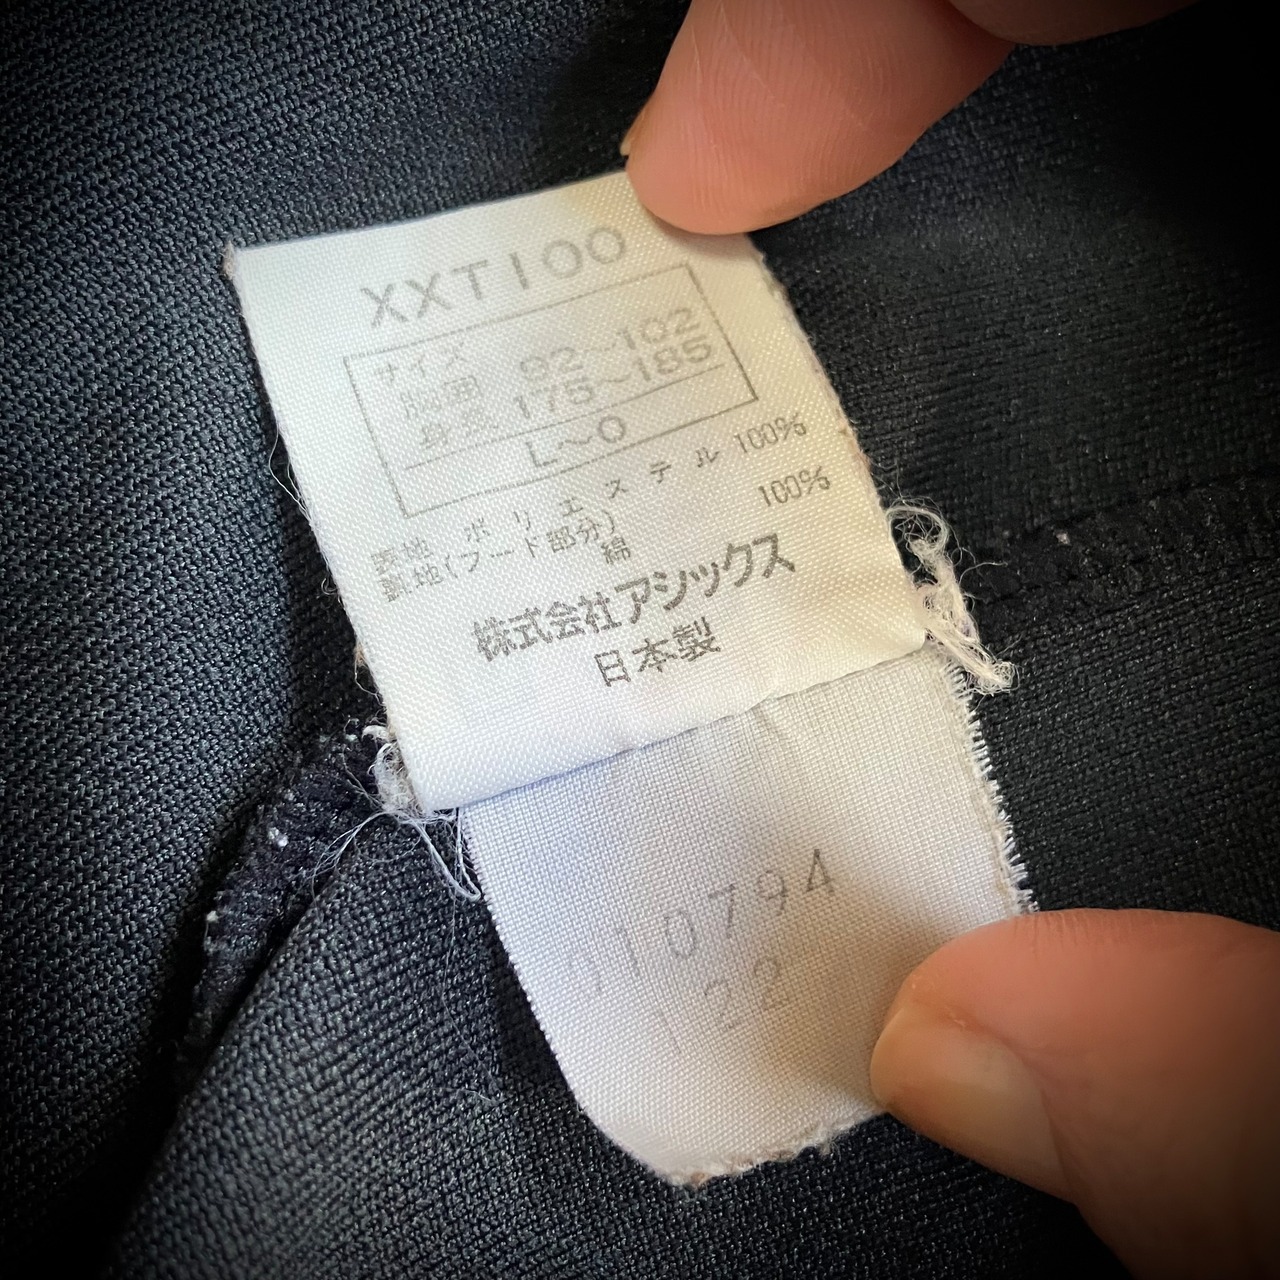 XXT100
サイズ
胸囲 92~102
身長 175~185
L~O
表地 ポリエステル 100%
裏地(フード部分)
綿 100%
株式会社アシックス
日本製
010794
122